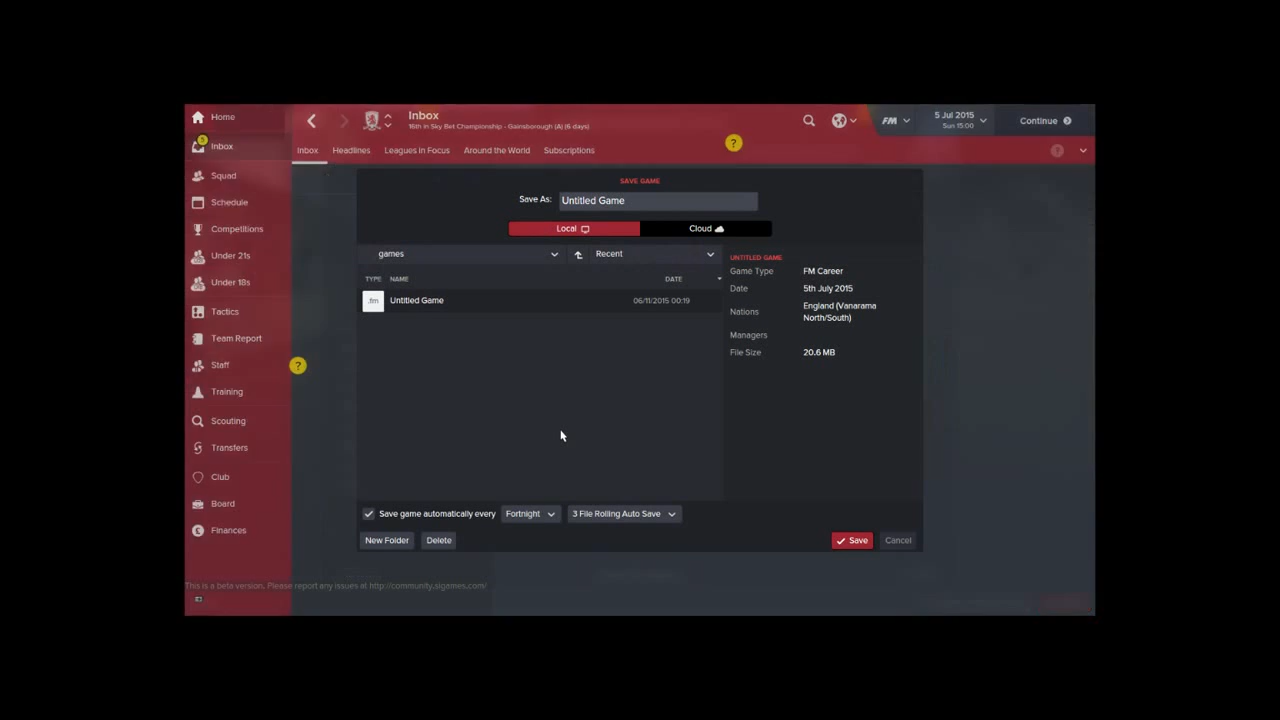 Home
Inbox
5
Squad
Schedule
Competitions
Under 21s
Under 18s
Tactics
Team Report
Staff
?
Training
Scouting
Transfers
Club
Board
Finances
Inbox
16th in Sky Bet Championship - Gainsborough (A) (6 days)
FM
5 Jul 2015
Sun 15:00
Continue
Inbox Headlines Leagues in Focus Around the World Subscriptions
?
?
SAVE GAME
Save As: Untitled Game
Local Cloud
games Recent
TYPE NAME DATE
.fm Untitled Game 06/11/2015 00:19
UNTITLED GAME
Game Type FM Career
Date 5th July 2015
Nations England (Vanarama North/South)
Managers
File Size 20.6 MB
Save game automatically every Fortnight 3 File Rolling Auto Save
New Folder Delete Save Cancel
This is a beta version. Please report any issues at http://community.sigames.com/